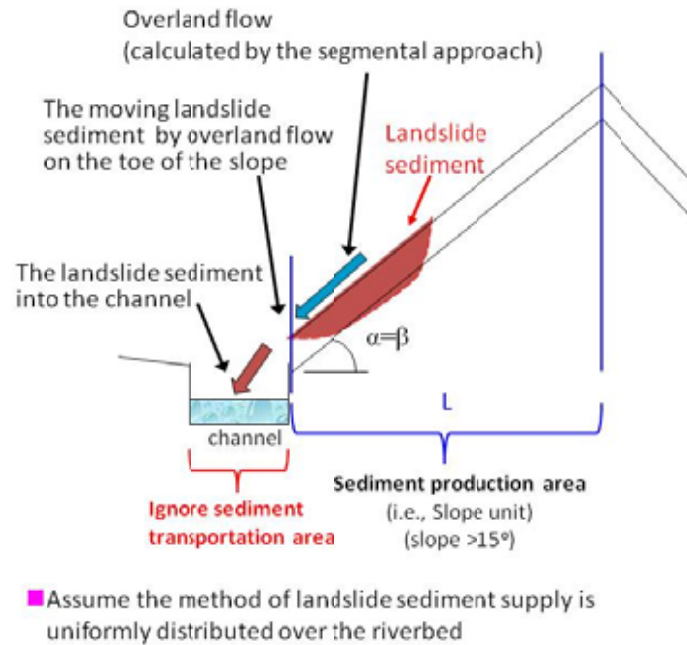 Overland flow
(calculated by the segmental approach)
The moving landslide
sediment by overland flow
on the toe of the slope
Landslide
sediment
The landslide sediment
into the channel
α=β
L
channel
Sediment production area
(i.e., Slope unit)
(slope >15°)
Ignore sediment
transportation area
Assume the method of landslide sediment supply is
uniformly distributed over the riverbed